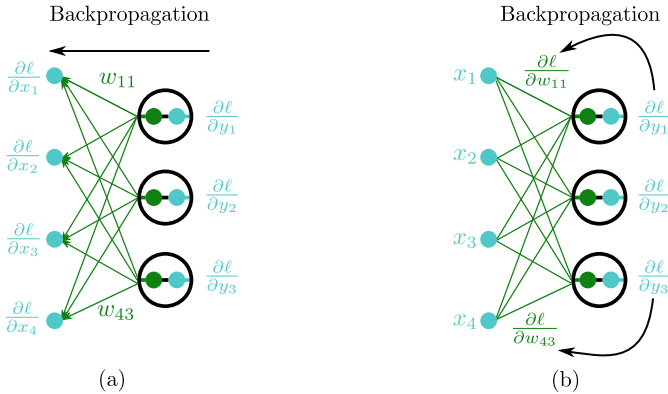 Backpropagation
w₁₁
∂ℓ/∂x₁
∂ℓ/∂x₂
∂ℓ/∂x₃
∂ℓ/∂x₄
∂ℓ/∂y₁
∂ℓ/∂y₂
∂ℓ/∂y₃
w₄₃
(a)
Backpropagation
x₁
x₂
x₃
x₄
∂ℓ/∂w₁₁
∂ℓ/∂y₁
∂ℓ/∂y₂
∂ℓ/∂y₃
∂ℓ/∂w₄₃
(b)